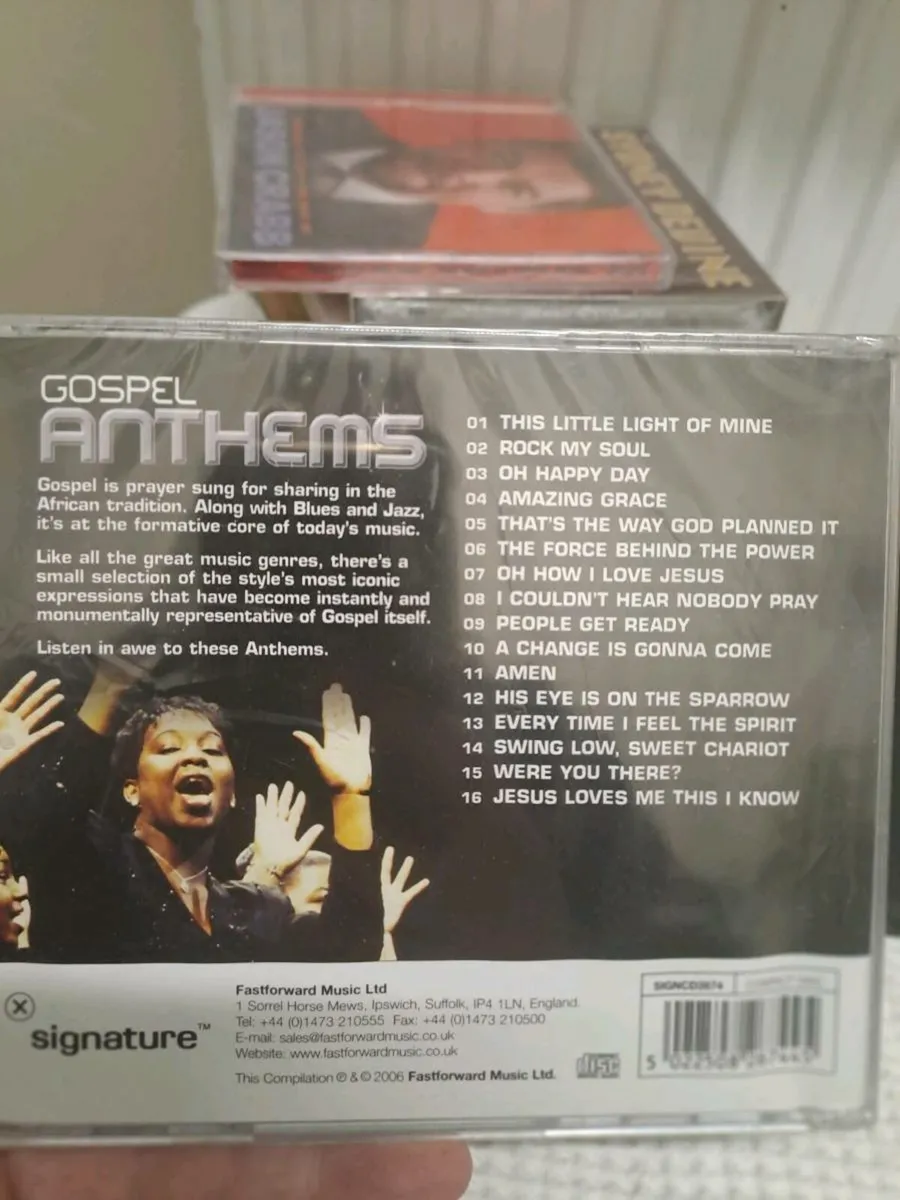 JASON CRABB
SYDNEY DEVINE
GOSPEL
ANTHEMS
Gospel is prayer sung for sharing in the
African tradition. Along with Blues and Jazz,
it's at the formative core of today's music.
Like all the great music genres, there's a
small selection of the style's most iconic
expressions that have become instantly and
monumentally representative of Gospel itself.
Listen in awe to these Anthems.
01 THIS LITTLE LIGHT OF MINE
02 ROCK MY SOUL
03 OH HAPPY DAY
04 AMAZING GRACE
05 THAT'S THE WAY GOD PLANNED IT
06 THE FORCE BEHIND THE POWER
07 OH HOW I LOVE JESUS
08 I COULDN'T HEAR NOBODY PRAY
09 PEOPLE GET READY
10 A CHANGE IS GONNA COME
11 AMEN
12 HIS EYE IS ON THE SPARROW
13 EVERY TIME I FEEL THE SPIRIT
14 SWING LOW, SWEET CHARIOT
15 WERE YOU THERE?
16 JESUS LOVES ME THIS I KNOW
signature™
Fastforward Music Ltd
1 Sorrel Horse Mews, Ipswich, Suffolk, IP4 1LN, England.
Tel: +44 (0)1473 210555 Fax: +44 (0)1473 210500
E-mail: sales@fastforwardmusic.co.uk
Website: www.fastforwardmusic.co.uk
This Compilation ℗ & © 2006 Fastforward Music Ltd.
disc